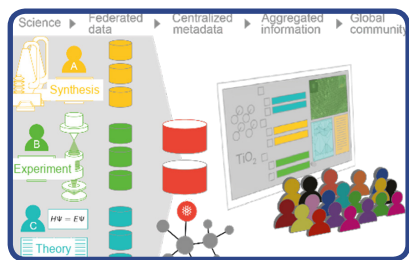 Science Federated data Centralized metadata Aggregated information Global community
A
Synthesis
B
Experiment
C
HΨ = EΨ
Theory
TiO2